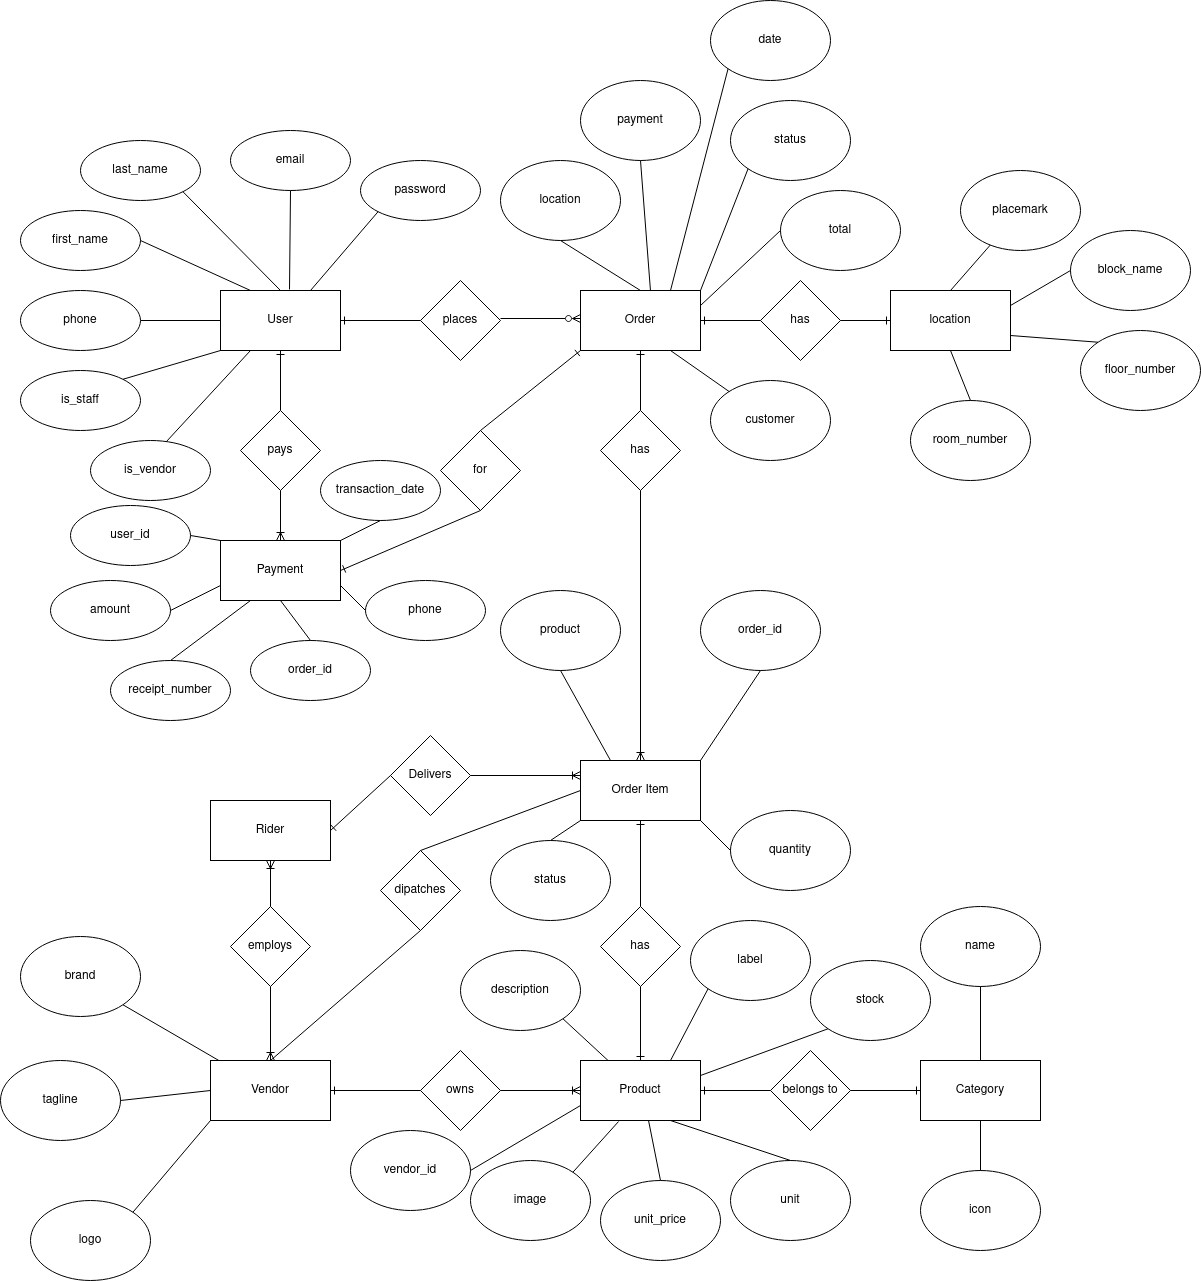 date
payment
status
last_name
email
password
location
placemark
total
first_name
block_name
phone
User
places
Order
has
location
floor_number
is_staff
customer
room_number
is_vendor
pays
for
has
transaction_date
user_id
Payment
amount
phone
product
order_id
receipt_number
order_id
Delivers
Order Item
Rider
status
quantity
dipatches
employs
has
label
name
brand
description
stock
tagline
Vendor
owns
Product
belongs to
Category
vendor_id
image
unit_price
unit
icon
logo